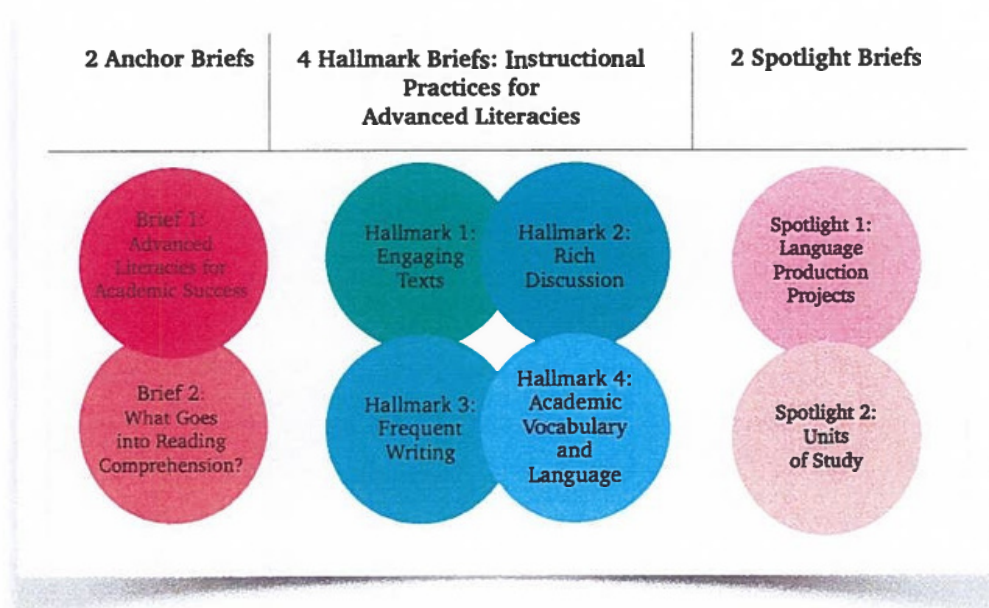 2 Anchor Briefs
4 Hallmark Briefs: Instructional
Practices for
Advanced Literacies
2 Spotlight Briefs
Brief 1:
Advanced
Literacies for
Academic Success
Brief 2:
What Goes
into Reading
Comprehension?
Hallmark 1:
Engaging
Texts
Hallmark 2:
Rich
Discussion
Hallmark 3:
Frequent
Writing
Hallmark 4:
Academic
Vocabulary
and
Language
Spotlight 1:
Language
Production
Projects
Spotlight 2:
Units
of Study